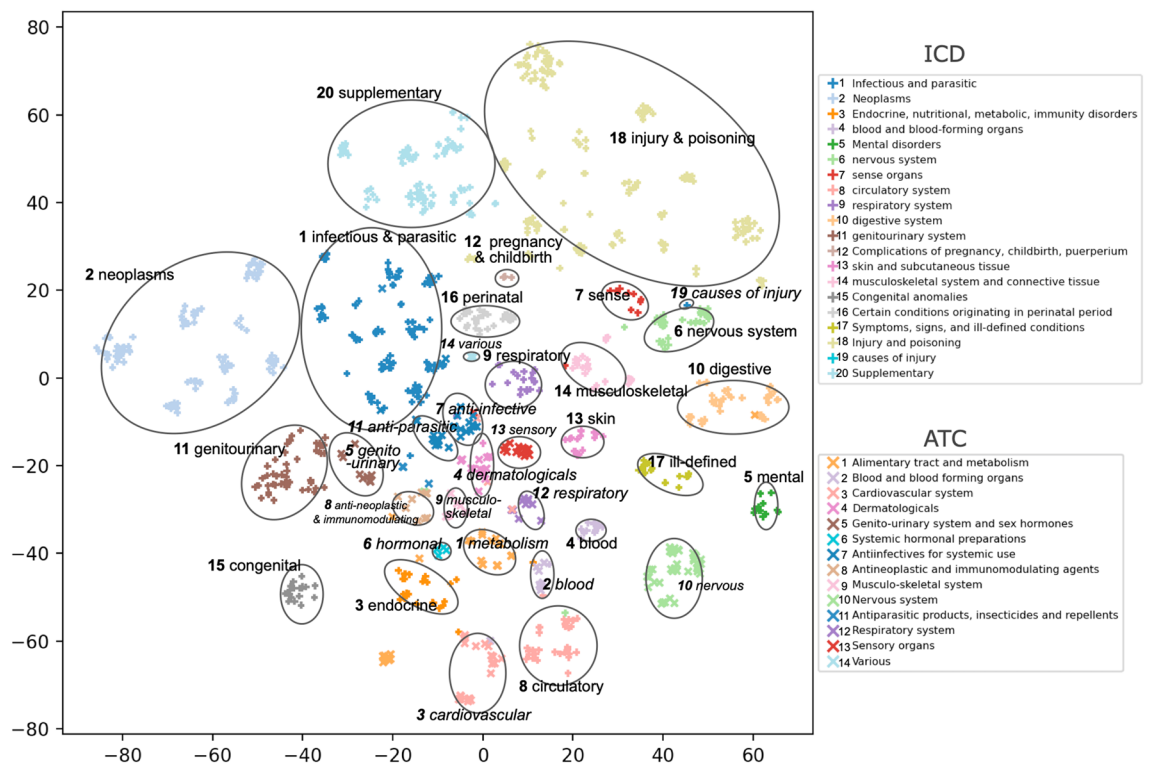 80
60
40
20
0
−20
−40
−60
−80
−80
−60
−40
−20
0
20
40
60
20 supplementary
18 injury & poisoning
1 infectious & parasitic
12 pregnancy
& childbirth
2 neoplasms
16 perinatal
7 sense
19 causes of injury
6 nervous system
14 various
9 respiratory
10 digestive
14 musculoskeletal
7 anti-infective
11 anti-parasitic
13 sensory
13 skin
11 genitourinary
5 genito
-urinary
4 dermatologicals
17 ill-defined
5 mental
8 anti-neoplastic
& immunomodulating
9 musculo-
skeletal
12 respiratory
6 hormonal
1 metabolism
4 blood
15 congenital
2 blood
10 nervous
3 endocrine
8 circulatory
3 cardiovascular
ICD
1 Infectious and parasitic
2 Neoplasms
3 Endocrine, nutritional, metabolic, immunity disorders
4 blood and blood-forming organs
5 Mental disorders
6 nervous system
7 sense organs
8 circulatory system
9 respiratory system
10 digestive system
11 genitourinary system
12 Complications of pregnancy, childbirth, puerperium
13 skin and subcutaneous tissue
14 musculoskeletal system and connective tissue
15 Congenital anomalies
16 Certain conditions originating in perinatal period
17 Symptoms, signs, and ill-defined conditions
18 Injury and poisoning
19 causes of injury
20 Supplementary
ATC
1 Alimentary tract and metabolism
2 Blood and blood forming organs
3 Cardiovascular system
4 Dermatologicals
5 Genito-urinary system and sex hormones
6 Systemic hormonal preparations
7 Antiinfectives for systemic use
8 Antineoplastic and immunomodulating agents
9 Musculo-skeletal system
10 Nervous system
11 Antiparasitic products, insecticides and repellents
12 Respiratory system
13 Sensory organs
14 Various